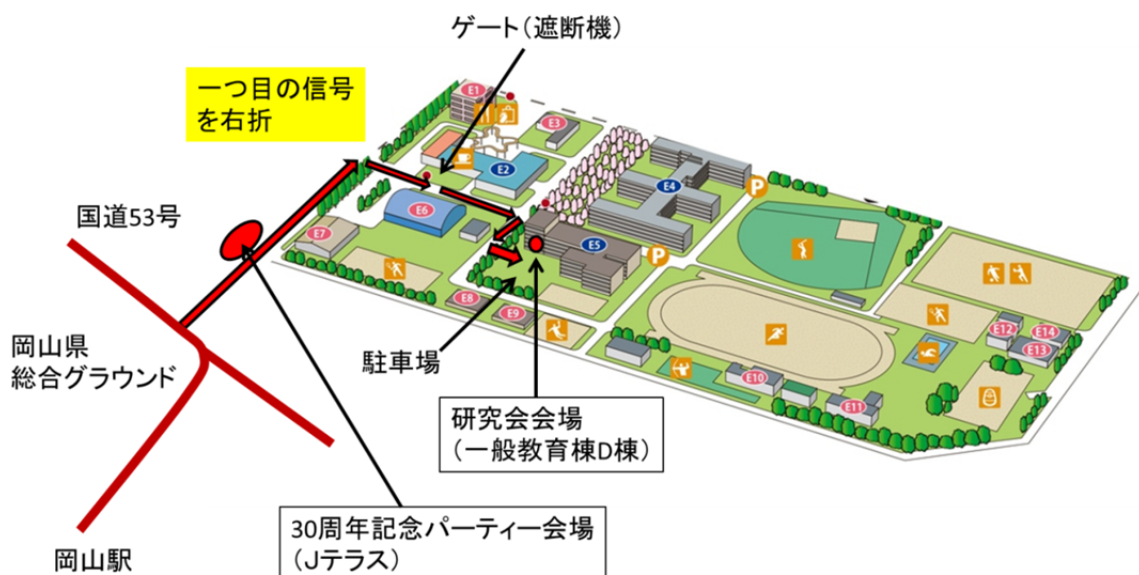 ゲート（遮断機）
一つ目の信号
を右折
国道53号
岡山県
総合グラウンド
岡山駅
駐車場
研究会会場
（一般教育棟D棟）
30周年記念パーティー会場
（Jテラス）
E1
E3
E2
E4
P
E6
E5
P
E7
E8
E9
E10
E11
E12
E14
E13